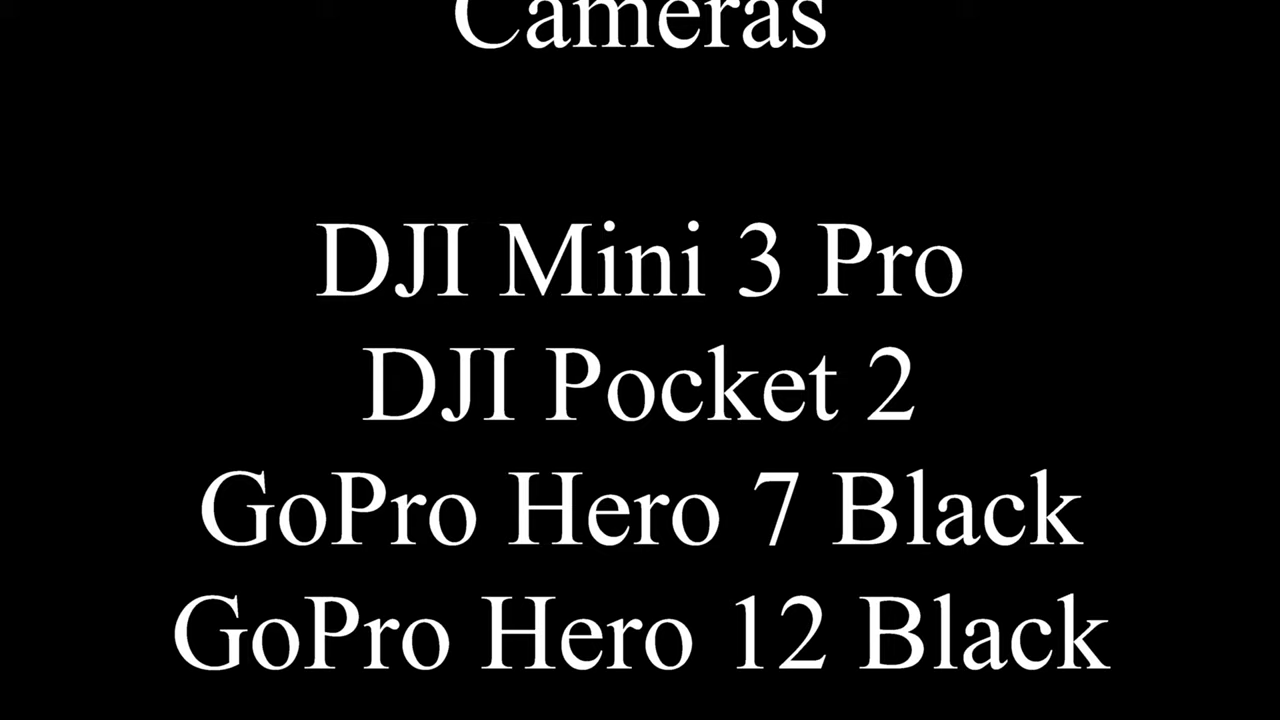 Cameras
DJI Mini 3 Pro
DJI Pocket 2
GoPro Hero 7 Black
GoPro Hero 12 Black